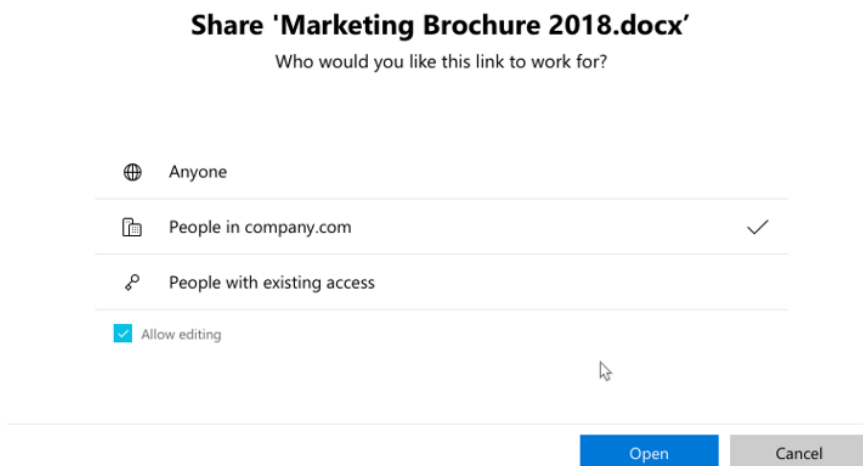 Share 'Marketing Brochure 2018.docx’
Who would you like this link to work for?
Anyone
People in company.com
People with existing access
Allow editing
Open Cancel